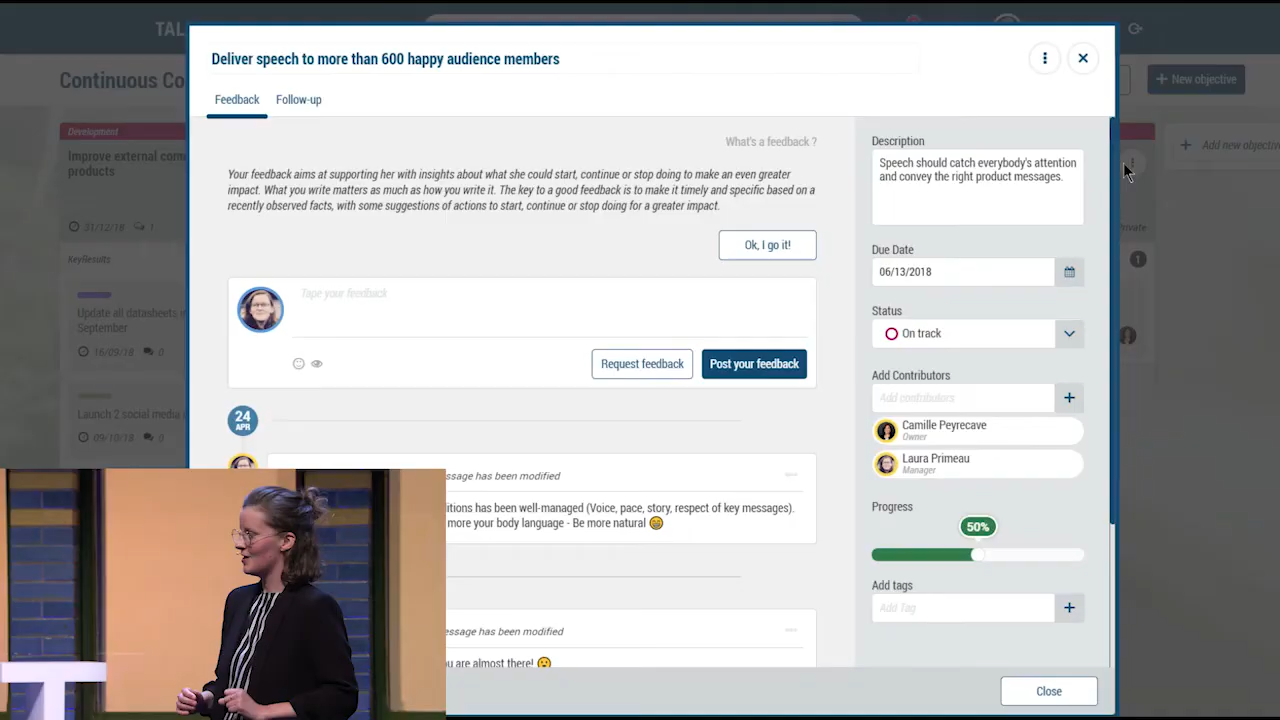 TAL
Deliver speech to more than 600 happy audience members
Continuous Co
+ New objective
Feedback
Follow-up
Development
Improve external com
products
31/12/18
1
KeyResults
Update all datasheets
September
16/09/18
0
Launch 2 social media
09/10/18
0
What's a feedback ?
Your feedback aims at supporting her with insights about what she could start, continue or stop doing to make an even greater
impact. What you write matters as much as how you write it. The key to a good feedback is to make it timely and specific based on a
recently observed facts, with some suggestions of actions to start, continue or stop doing for a greater impact.
Ok, I go it!
Tape your feedback
Request feedback
Post your feedback
24
APR
essage has been modified
itions has been well-managed (Voice, pace, story, respect of key messages).
more your body language - Be more natural
essage has been modified
u are almost there!
Description
Speech should catch everybody's attention
and convey the right product messages.
Due Date
06/13/2018
Status
On track
Add Contributors
Add contributors
Camille Peyrecave
Owner
Laura Primeau
Manager
Progress
50%
Add tags
Add Tag
Close
+ Add new objective
Private
1